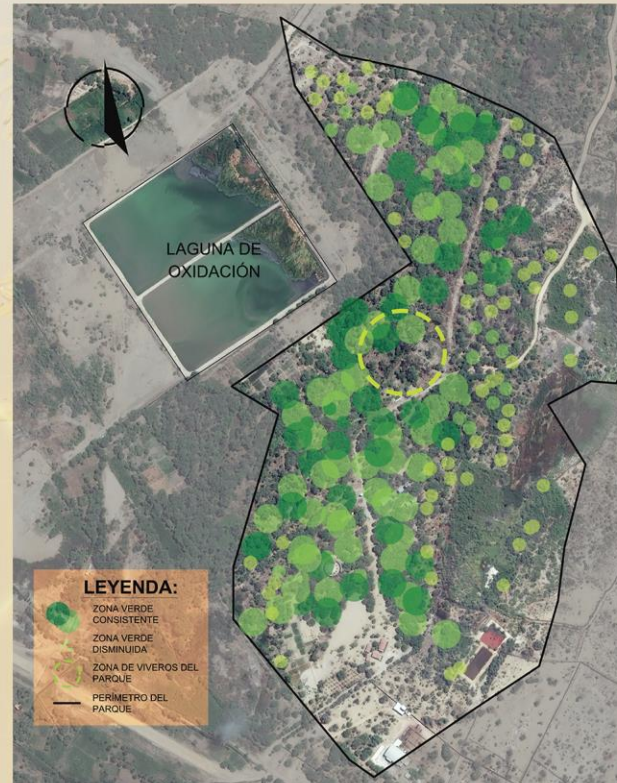 LAGUNA DE
OXIDACIÓN
LEYENDA:
ZONA VERDE
CONSISTENTE
ZONA VERDE
DISMINUIDA
ZONA DE VIVEROS DEL
PARQUE
PERÍMETRO DEL
PARQUE